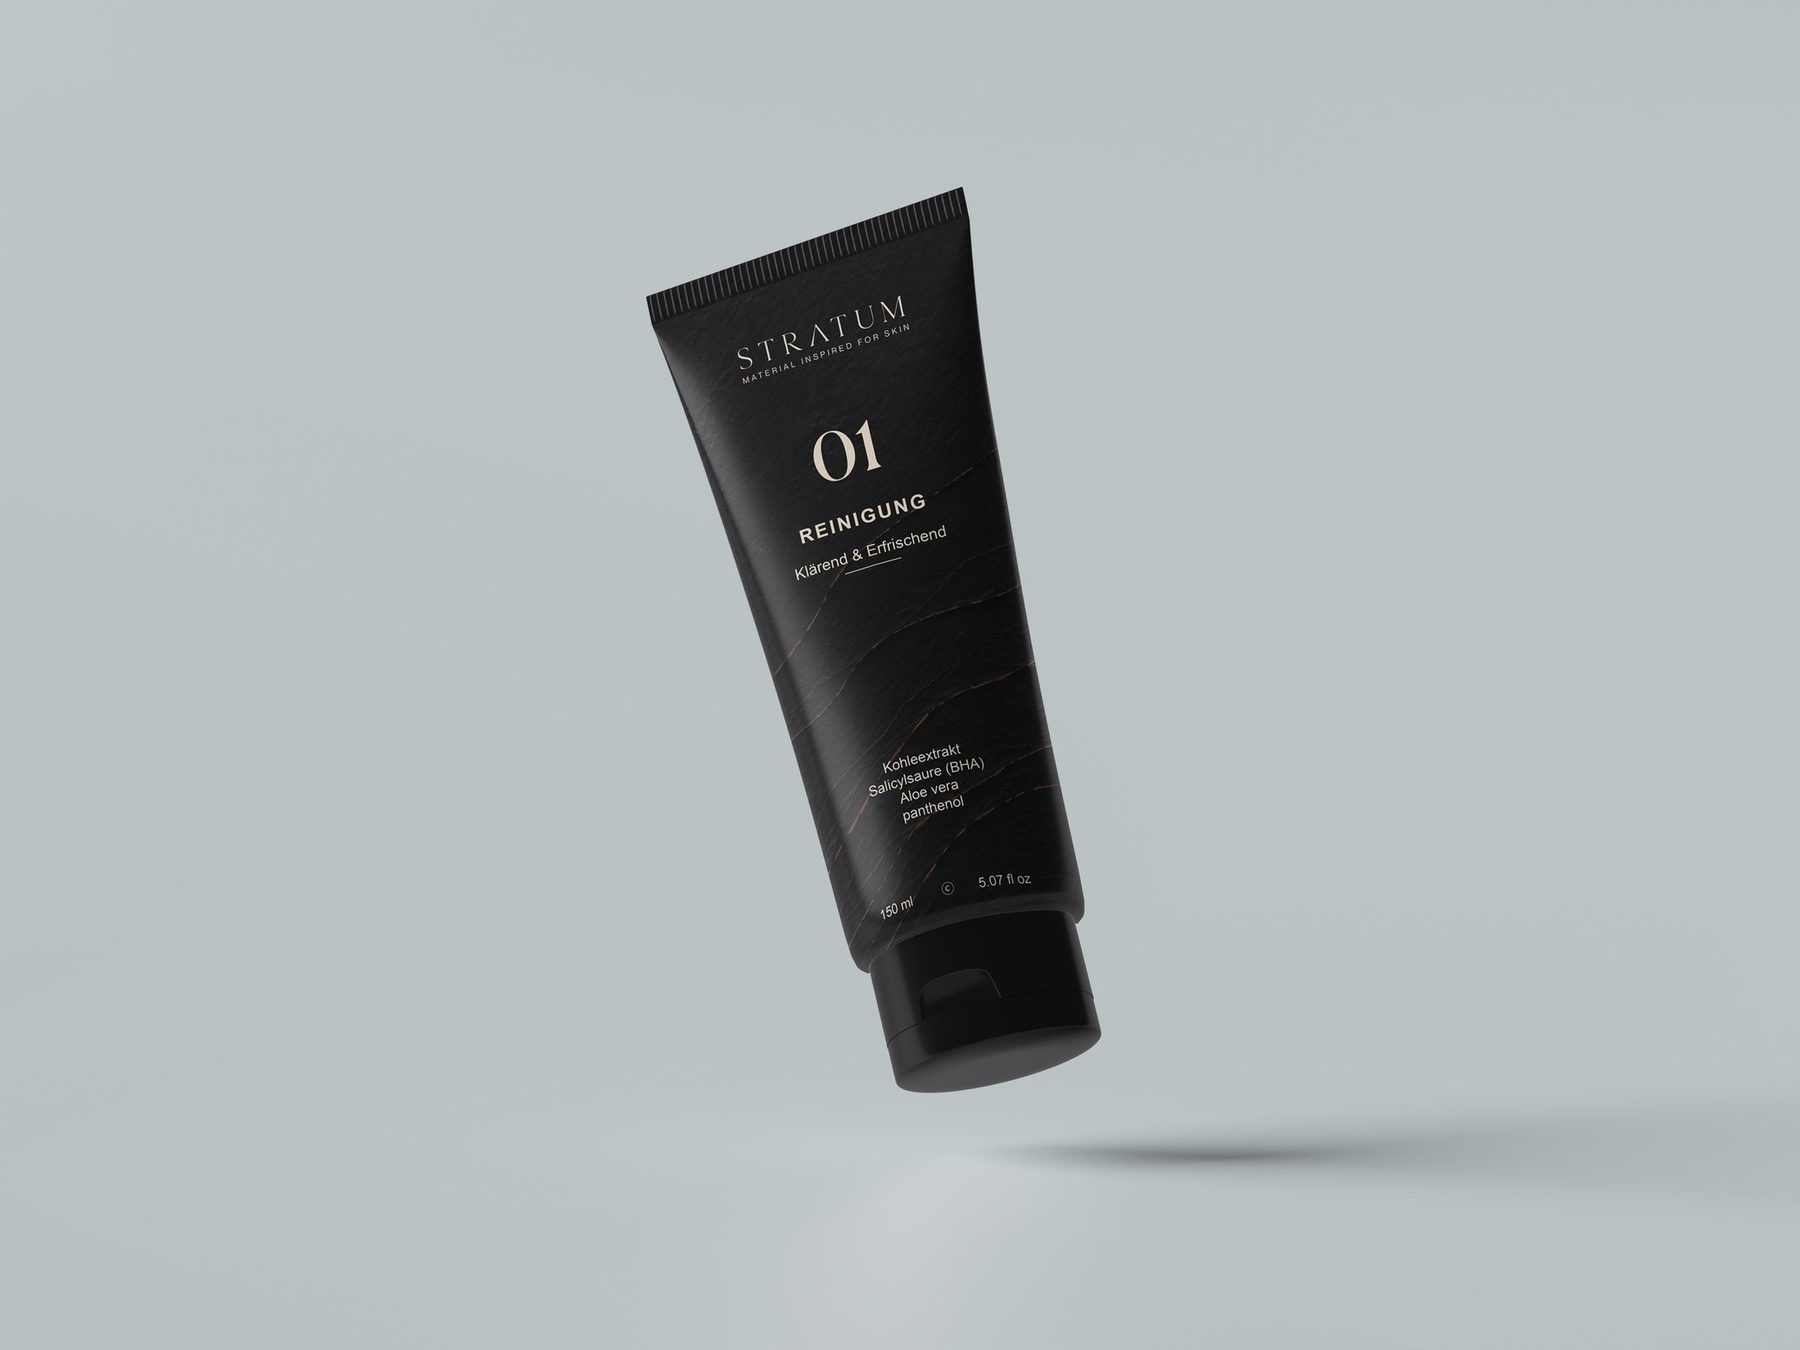 STRATUM
MATERIAL INSPIRED FOR SKIN
01
REINIGUNG
Klärend & Erfrischend
Kohleextrakt
Salicylsaure (BHA)
Aloe vera
panthenol
150 ml © 5.07 fl oz